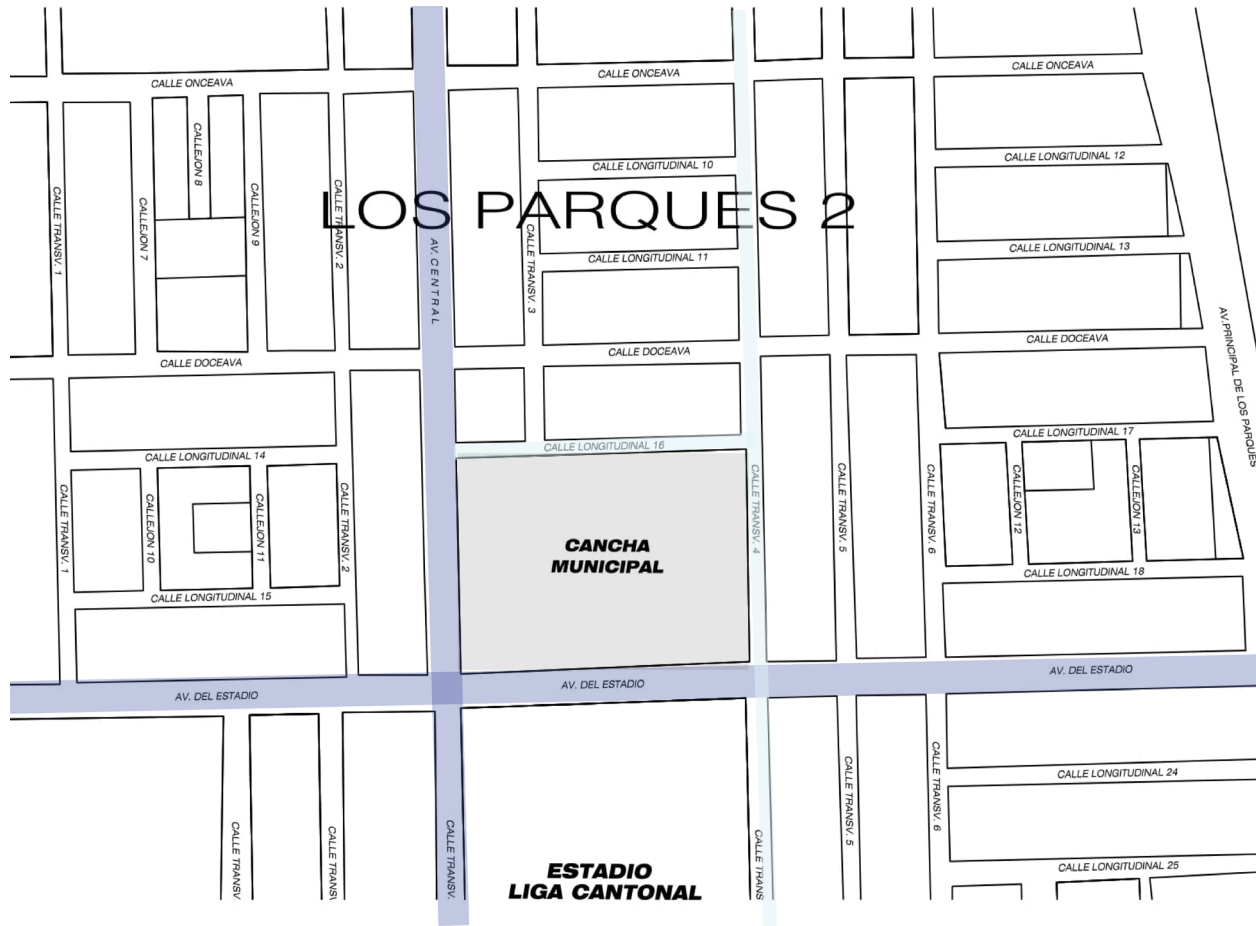 CALLE ONCEAVA
CALLE ONCEAVA
CALLE ONCEAVA
CALLEJON 8
CALLE LONGITUDINAL 10
CALLE LONGITUDINAL 12
CALLE TRANSV. 1
CALLEJON 7
CALLEJON 9
CALLE TRANSV. 2
LOS PARQUES 2
AV. CENTRAL
CALLE TRANSV. 3
CALLE LONGITUDINAL 11
CALLE LONGITUDINAL 13
AV.PRINCIPAL DE LOS PARQUES
CALLE DOCEAVA
CALLE DOCEAVA
CALLE DOCEAVA
CALLE LONGITUDINAL 14
CALLE LONGITUDINAL 16
CALLE LONGITUDINAL 17
CALLE TRANSV. 1
CALLEJON 10
CALLEJON 11
CALLE TRANSV. 2
CANCHA
MUNICIPAL
CALLE TRANSV. 4
CALLE TRANSV. 5
CALLE TRANSV. 6
CALLEJON 12
CALLEJON 13
CALLE LONGITUDINAL 15
CALLE LONGITUDINAL 18
AV. DEL ESTADIO
AV. DEL ESTADIO
AV. DEL ESTADIO
CALLE TRANSV.
CALLE TRANSV
CALLE TRANSV.
CALLE TRANS
CALLE TRANSV. 5
CALLE TRANSV. 6
CALLE LONGITUDINAL 24
ESTADIO
LIGA CANTONAL
CALLE LONGITUDINAL 25